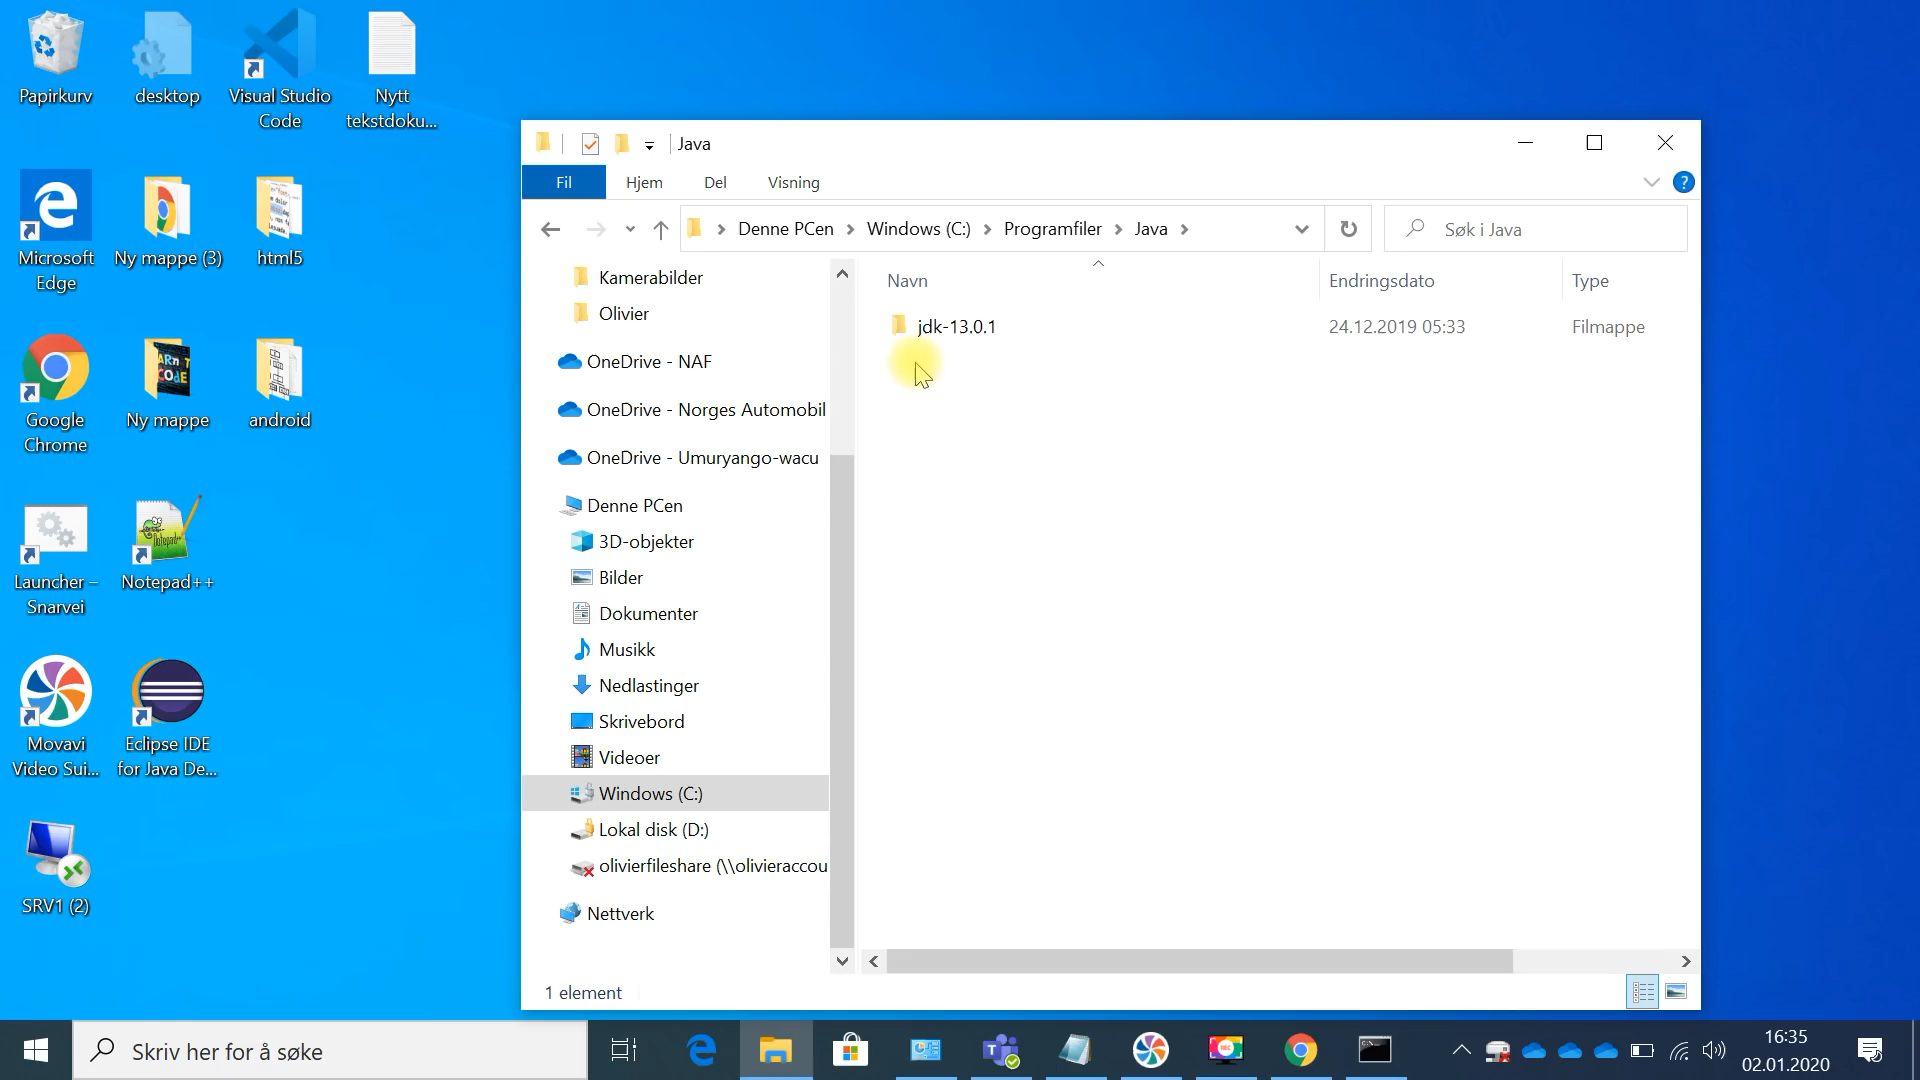 Papirkurv
desktop
Visual Studio
Code
Nytt
tekstdoku...
Microsoft
Edge
Ny mappe (3)
html5
Google
Chrome
Ny mappe
android
Launcher –
Snarvei
Notepad++
Movavi
Video Sui...
Eclipse IDE
for Java De...
SRV1 (2)
Java
Fil Hjem Del Visning
Denne PCen Windows (C:) Programfiler Java
Søk i Java
Kamerabilder
Olivier
OneDrive - NAF
OneDrive - Norges Automobil
OneDrive - Umuryango-wacu
Denne PCen
3D-objekter
Bilder
Dokumenter
Musikk
Nedlastinger
Skrivebord
Videoer
Windows (C:)
Lokal disk (D:)
olivierfileshare (\\olivieraccou
Nettverk
Navn Endringsdato Type
jdk-13.0.1 24.12.2019 05:33 Filmappe
1 element
Skriv her for å søke
16:35
02.01.2020